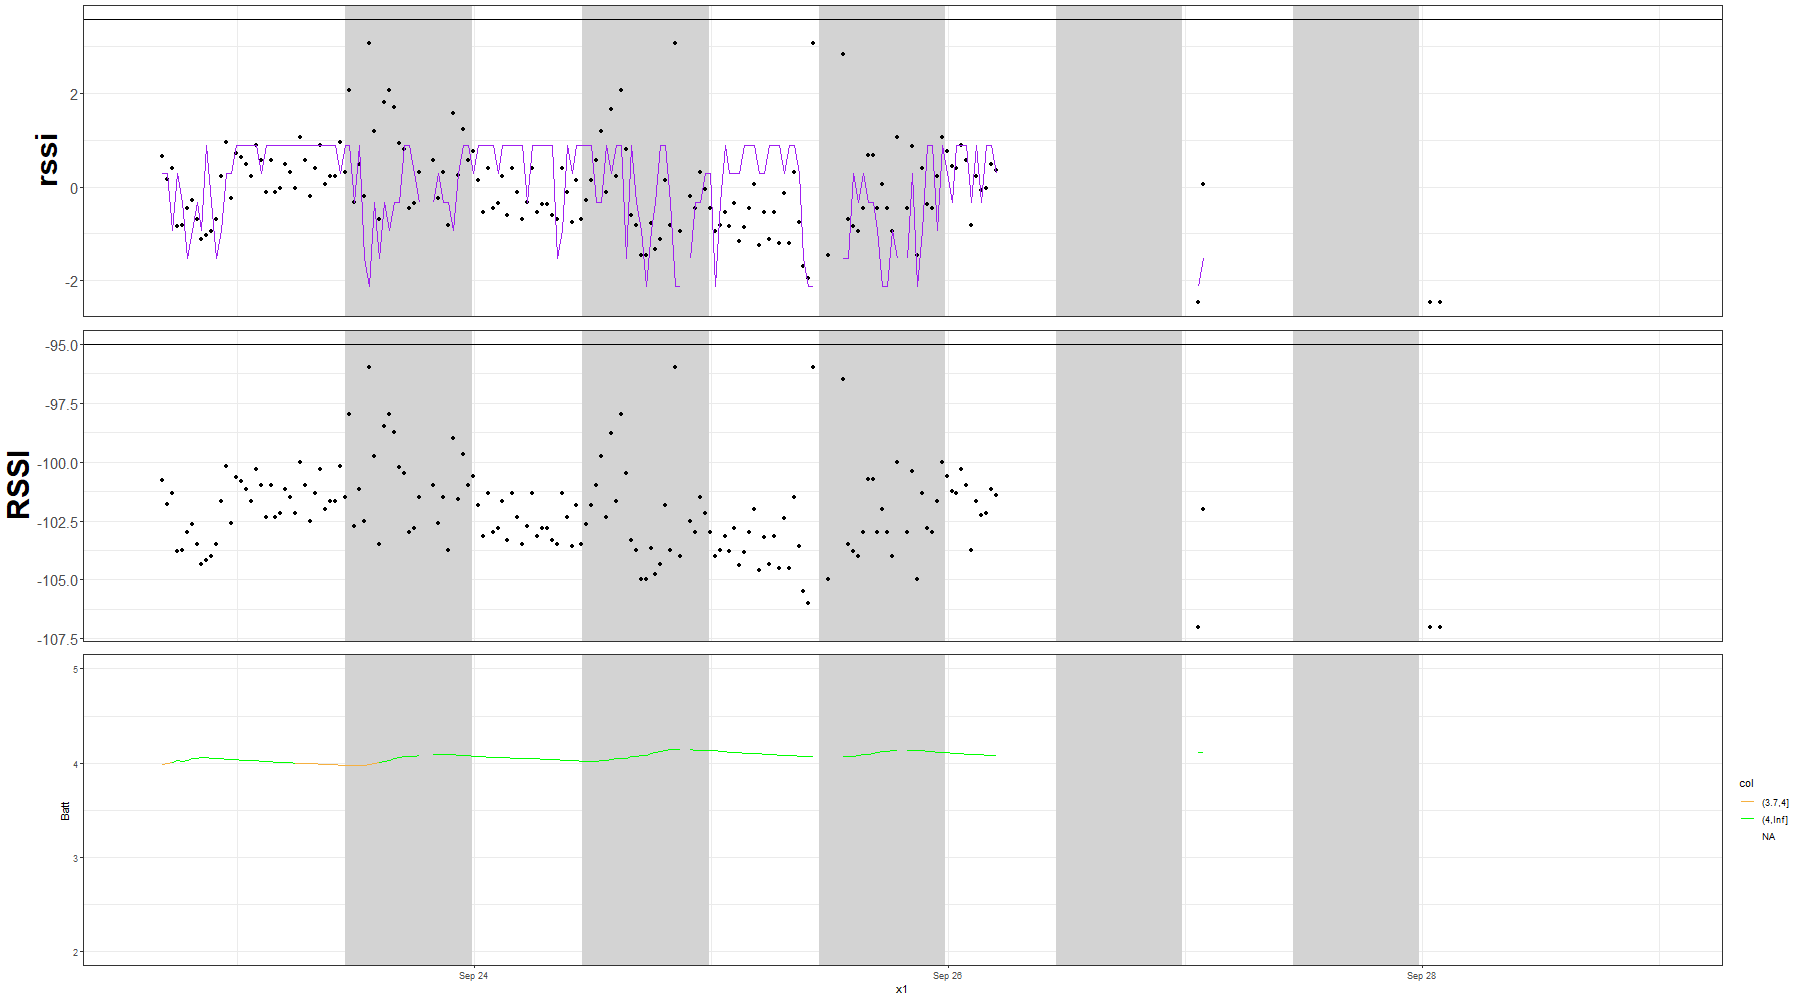 rssi
2
0
-2
RSSI
-95.0
-97.5
-100.0
-102.5
-105.0
-107.5
Batt
5
4
3
2
Sep 24
Sep 26
Sep 28
x1
col
(3.7,4]
(4,Inf]
NA